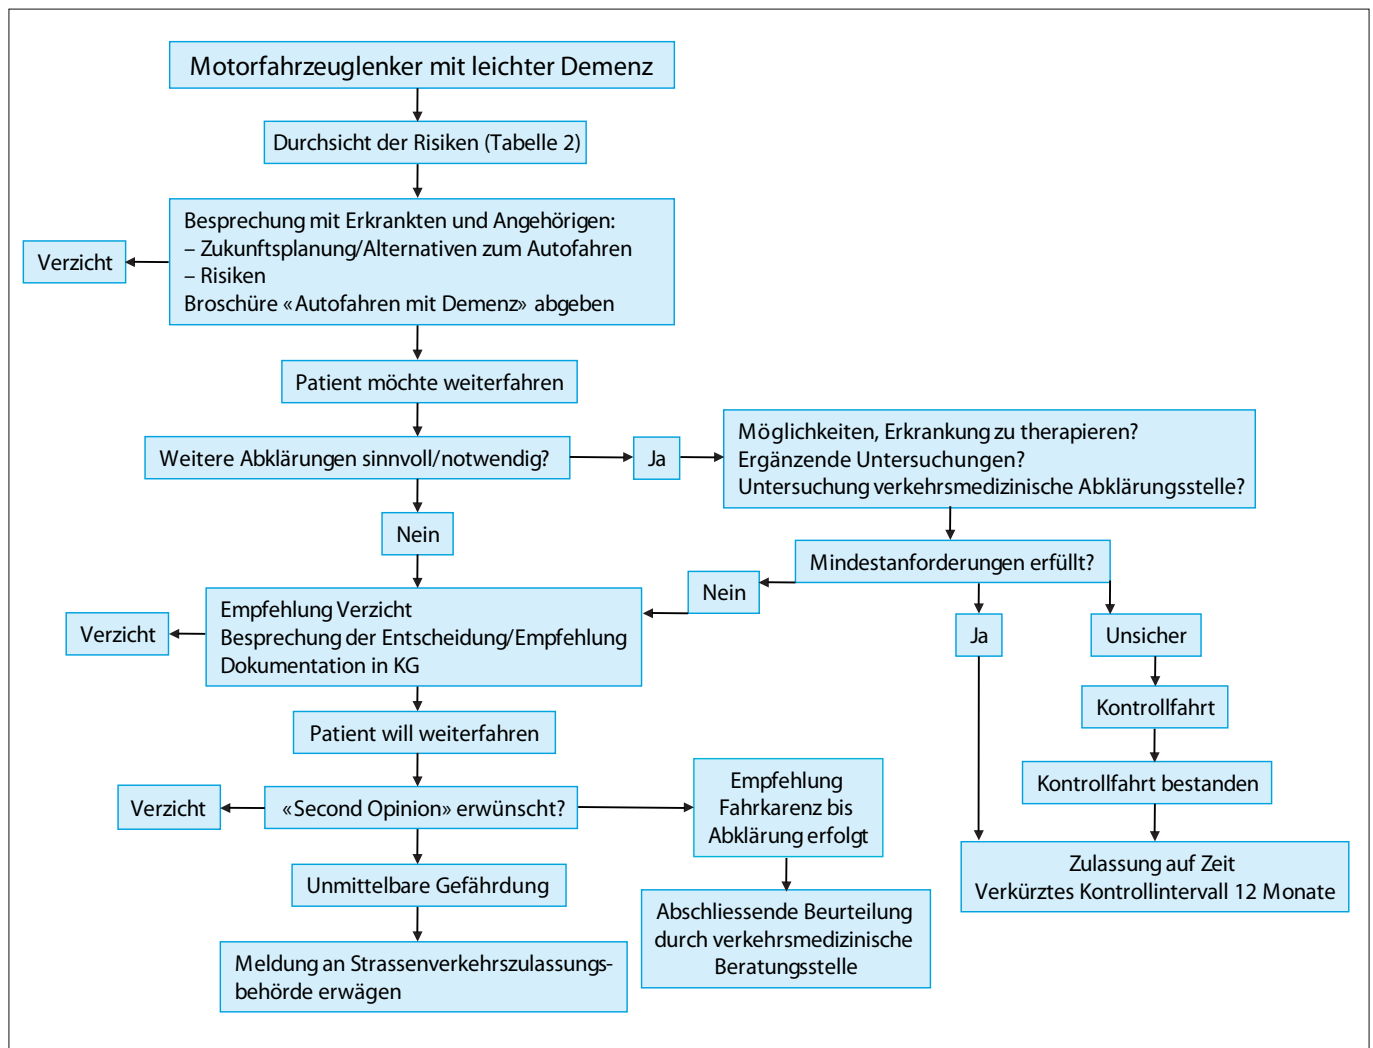 Motorfahrzeuglenker mit leichter Demenz
Durchsicht der Risiken (Tabelle 2)
Besprechung mit Erkrankten und Angehörigen:
– Zukunftsplanung/Alternativen zum Autofahren
– Risiken
Broschüre «Autofahren mit Demenz» abgeben
Verzicht
Patient möchte weiterfahren
Weitere Abklärungen sinnvoll/notwendig?
Ja
Möglichkeiten, Erkrankung zu therapieren?
Ergänzende Untersuchungen?
Untersuchung verkehrsmedizinische Abklärungsstelle?
Nein
Mindestanforderungen erfüllt?
Nein
Ja
Unsicher
Empfehlung Verzicht
Besprechung der Entscheidung/Empfehlung
Dokumentation in KG
Verzicht
Kontrollfahrt
Patient will weiterfahren
Kontrollfahrt bestanden
«Second Opinion» erwünscht?
Verzicht
Empfehlung
Fahrkarenz bis
Abklärung erfolgt
Zulassung auf Zeit
Verkürztes Kontrollintervall 12 Monate
Unmittelbare Gefährdung
Abschliessende Beurteilung
durch verkehrsmedizinische
Beratungsstelle
Meldung an Strassenverkehrszulassungs-
behörde erwägen